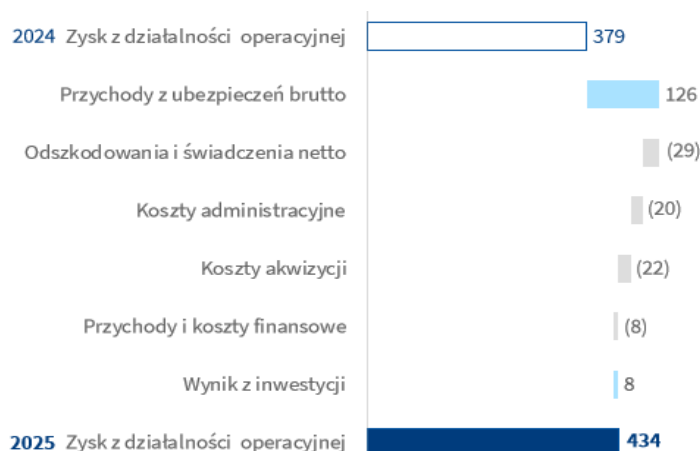 2024 Zysk z działalności operacyjnej 379
Przychody z ubezpieczeń brutto 126
Odszkodowania i świadczenia netto (29)
Koszty administracyjne (20)
Koszty akwizycji (22)
Przychody i koszty finansowe (8)
Wynik z inwestycji 8
2025 Zysk z działalności operacyjnej 434